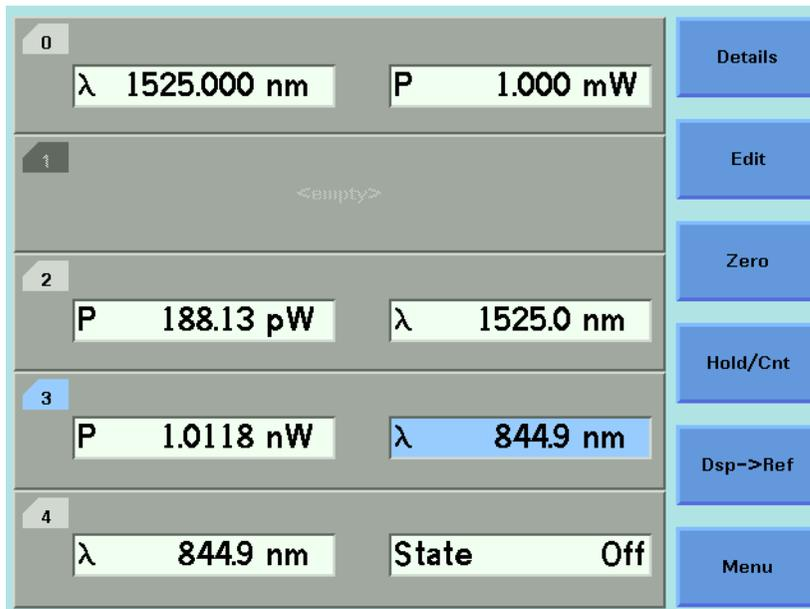 0
λ 1525.000 nm P 1.000 mW
1
<empty>
2
P 188.13 pW λ 1525.0 nm
3
P 1.0118 nW λ 844.9 nm
4
λ 844.9 nm State Off
Details
Edit
Zero
Hold/Cnt
Dsp->Ref
Menu